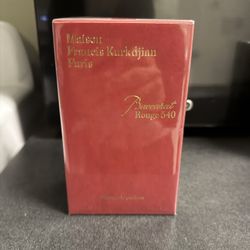 Maison
Francis Kurkdjian
Paris
Baccarat
Rouge 540